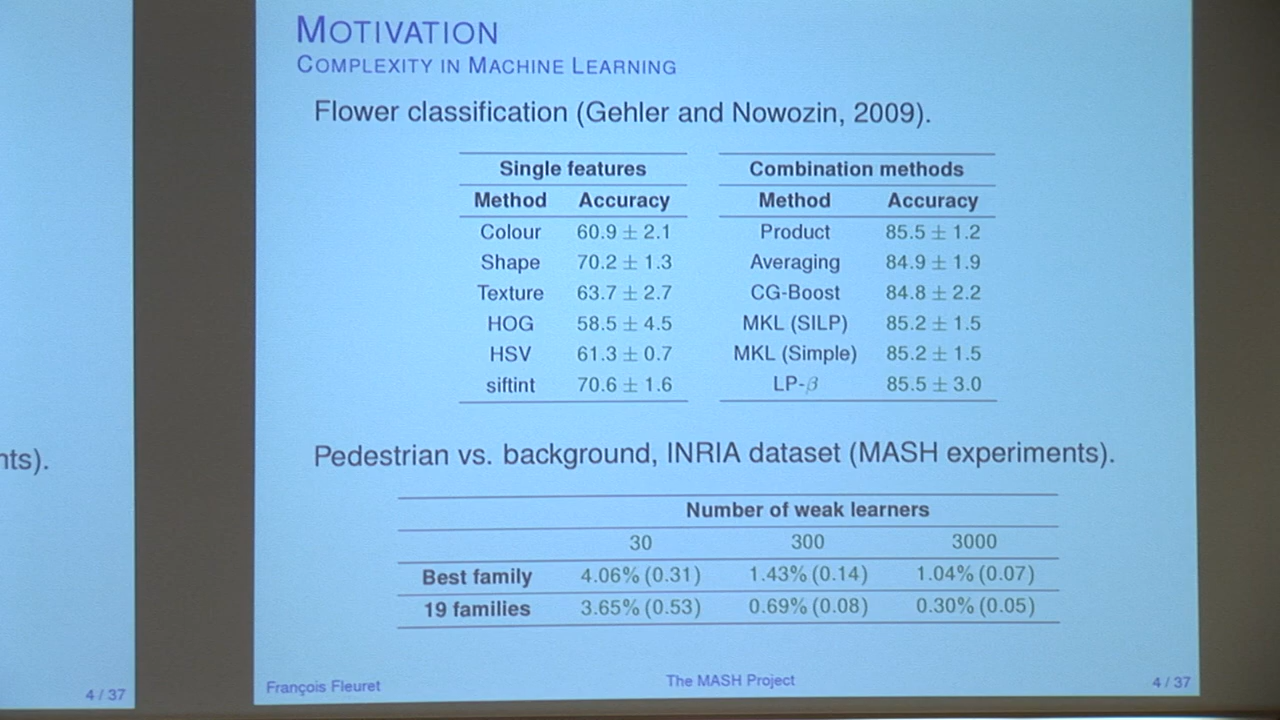 MOTIVATION
COMPLEXITY IN MACHINE LEARNING
Flower classification (Gehler and Nowozin, 2009).
Single features
Method Accuracy
Colour 60.9 ± 2.1
Shape 70.2 ± 1.3
Texture 63.7 ± 2.7
HOG 58.5 ± 4.5
HSV 61.3 ± 0.7
siftint 70.6 ± 1.6
Combination methods
Method Accuracy
Product 85.5 ± 1.2
Averaging 84.9 ± 1.9
CG-Boost 84.8 ± 2.2
MKL (SILP) 85.2 ± 1.5
MKL (Simple) 85.2 ± 1.5
LP-β 85.5 ± 3.0
Pedestrian vs. background, INRIA dataset (MASH experiments).
Number of weak learners
30 300 3000
Best family 4.06% (0.31) 1.43% (0.14) 1.04% (0.07)
19 families 3.65% (0.53) 0.69% (0.08) 0.30% (0.05)
François Fleuret The MASH Project 4 / 37
nts).
4 / 37